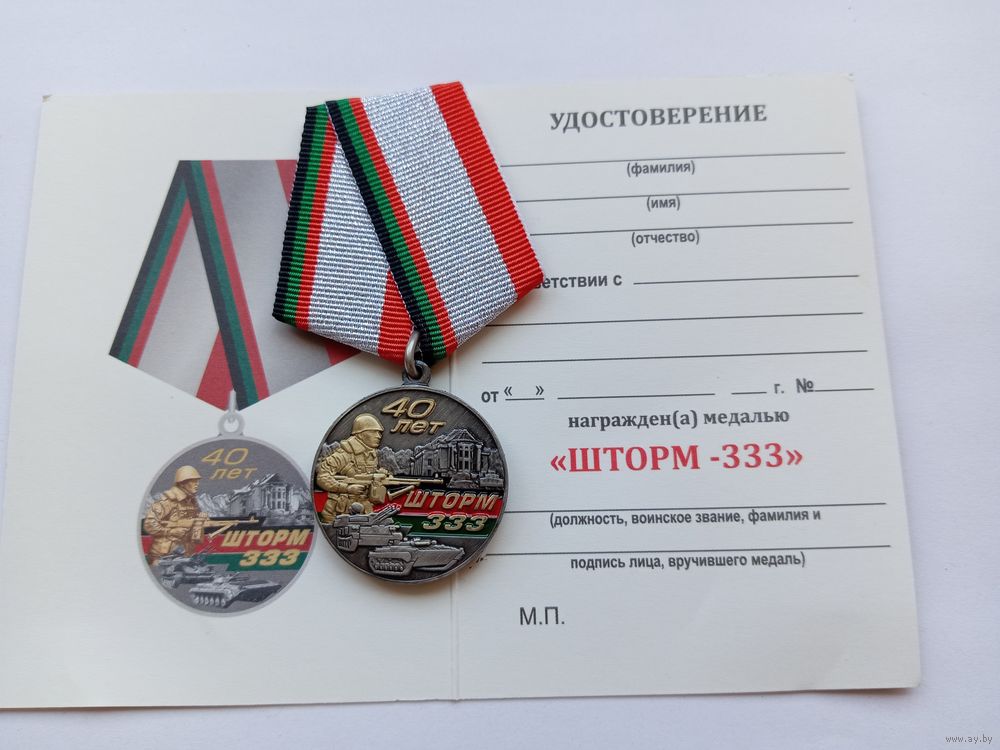 40
лет
ШТОРМ
333
40
лет
ШТОРМ
333
УДОСТОВЕРЕНИЕ
(фамилия)
(имя)
(отчество)
ветствии с
от « » г. №
награжден(а) медалью
«ШТОРМ -333»
(должность, воинское звание, фамилия и
подпись лица, вручившего медаль)
М.П.
www.ay.by